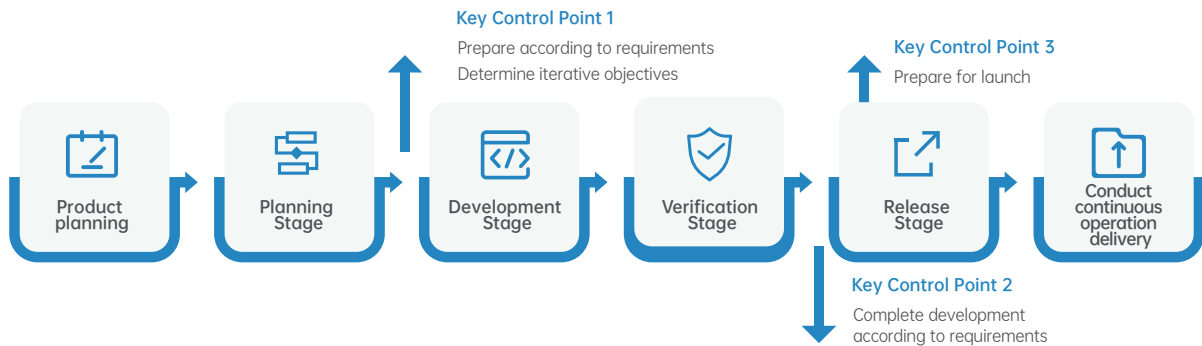 Key Control Point 1
Prepare according to requirements
Determine iterative objectives
Key Control Point 3
Prepare for launch
Product
planning
Planning
Stage
Development
Stage
Verification
Stage
Release
Stage
Conduct
continuous
operation
delivery
Key Control Point 2
Complete development
according to requirements